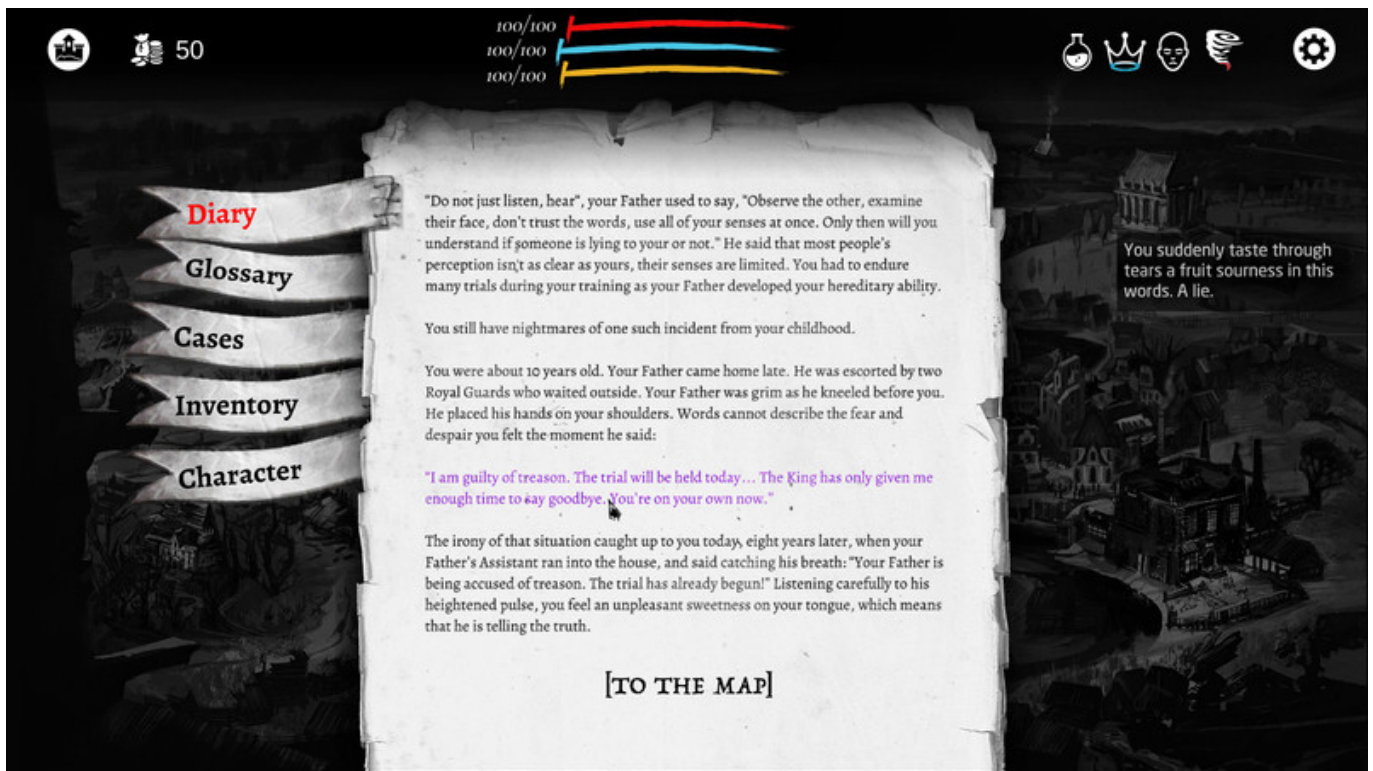 50
100/100
100/100
100/100
Diary
Glossary
Cases
Inventory
Character
"Do not just listen, hear", your Father used to say, "Observe the other, examine
their face, don't trust the words, use all of your senses at once. Only then will you
understand if someone is lying to your or not." He said that most people's
perception isn't as clear as yours, their senses are limited. You had to endure
many trials during your training as your Father developed your hereditary ability.
You still have nightmares of one such incident from your childhood.
You were about 10 years old. Your Father came home late. He was escorted by two
Royal Guards who waited outside. Your Father was grim as he kneeled before you.
He placed his hands on your shoulders. Words cannot describe the fear and
despair you felt the moment he said:
"I am guilty of treason. The trial will be held today... The King has only given me
enough time to say goodbye. You're on your own now."
The irony of that situation caught up to you today, eight years later, when your
Father's Assistant ran into the house, and said catching his breath: "Your Father is
being accused of treason. The trial has already begun!" Listening carefully to his
heightened pulse, you feel an unpleasant sweetness on your tongue, which means
that he is telling the truth.
[TO THE MAP]
You suddenly taste through
tears a fruit sourness in this
words. A lie.